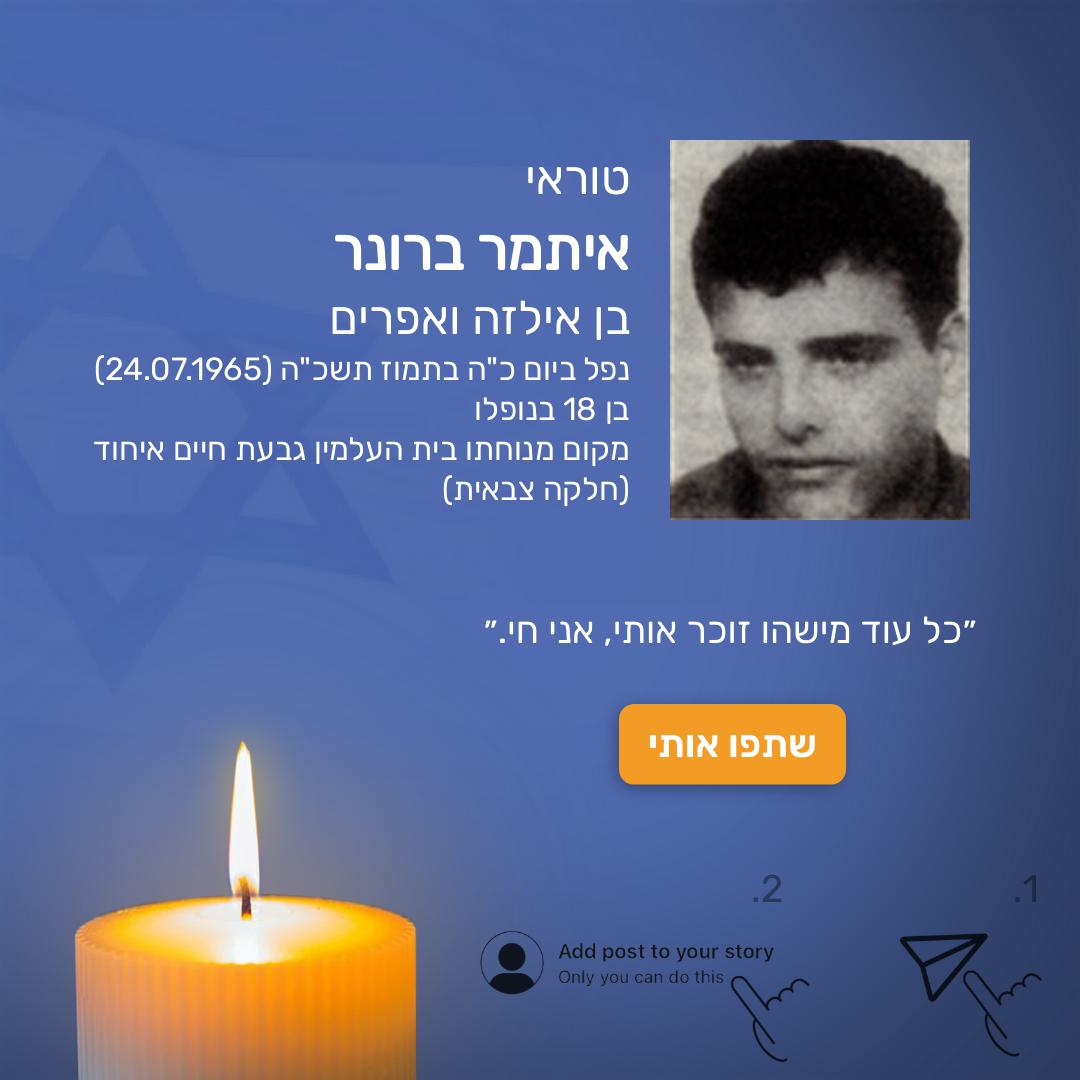 טוראי
איתמר ברונר
בן אילזה ואפרים
נפל ביום כ"ה בתמוז תשכ"ה (24.07.1965)
בן 18 בנופלו
מקום מנוחתו בית העלמין גבעת חיים איחוד
(חלקה צבאית)
״כל עוד מישהו זוכר אותי, אני חי.״
שתפו אותי
1.
2.
Add post to your story
Only you can do this